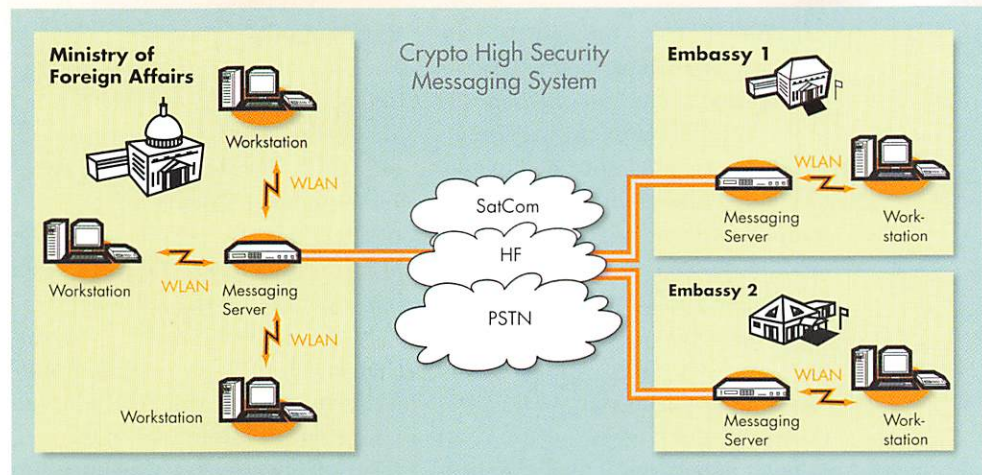 Ministry of
Foreign Affairs
Workstation
WLAN
Workstation
WLAN
Messaging
Server
WLAN
Workstation
Crypto High Security
Messaging System
SatCom
HF
PSTN
Embassy 1
WLAN
Messaging
Server
Work-
station
Embassy 2
WLAN
Messaging
Server
Work-
station